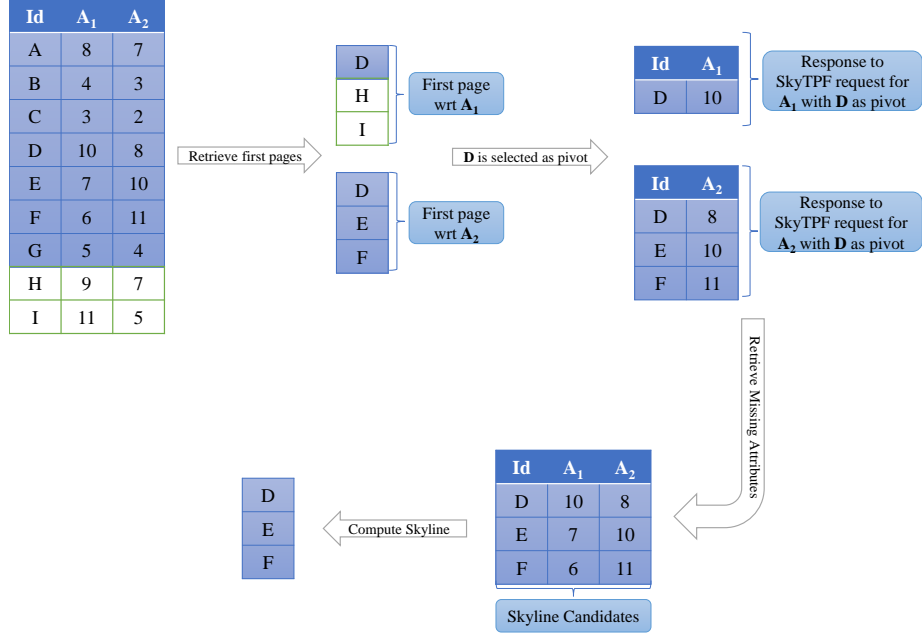 Id A1 A2
A 8 7
B 4 3
C 3 2
D 10 8
E 7 10
F 6 11
G 5 4
H 9 7
I 11 5
Retrieve first pages
D
H
I
First page
wrt A1
D
E
F
First page
wrt A2
D is selected as pivot
Id A1
D 10
Response to
SkyTPF request for
A1 with D as pivot
Id A2
D 8
E 10
F 11
Response to
SkyTPF request for
A2 with D as pivot
Retrieve Missing Attributes
Id A1 A2
D 10 8
E 7 10
F 6 11
Skyline Candidates
Compute Skyline
D
E
F